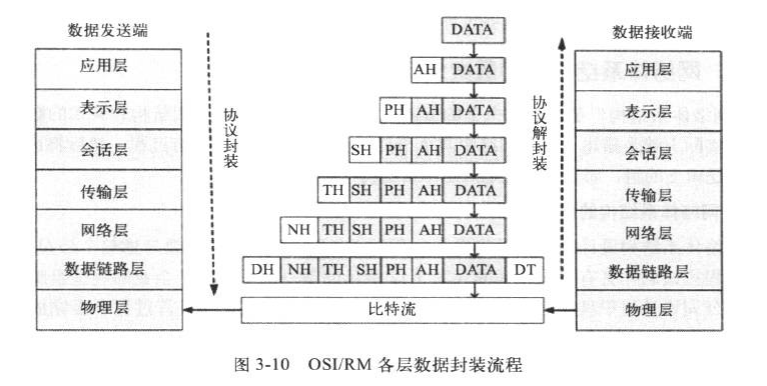 数据发送端
应用层
表示层
会话层
传输层
网络层
数据链路层
物理层
协议封装
DATA
AH DATA
PH AH DATA
SH PH AH DATA
TH SH PH AH DATA
NH TH SH PH AH DATA
DH NH TH SH PH AH DATA DT
比特流
协议解封装
数据接收端
应用层
表示层
会话层
传输层
网络层
数据链路层
物理层
图 3-10 OSI/RM 各层数据封装流程